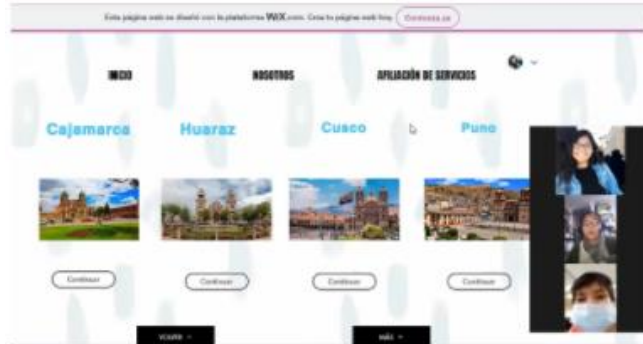 Esta página web se diseñó con la plataforma WiX.com. Crea tu página web hoy. Comienza ya
INICIO NOSOTROS AFILIACIÓN DE SERVICIOS
Cajamarca Huaraz Cusco Puno
Continuar Continuar Continuar Continuar
VOLVER MÁS